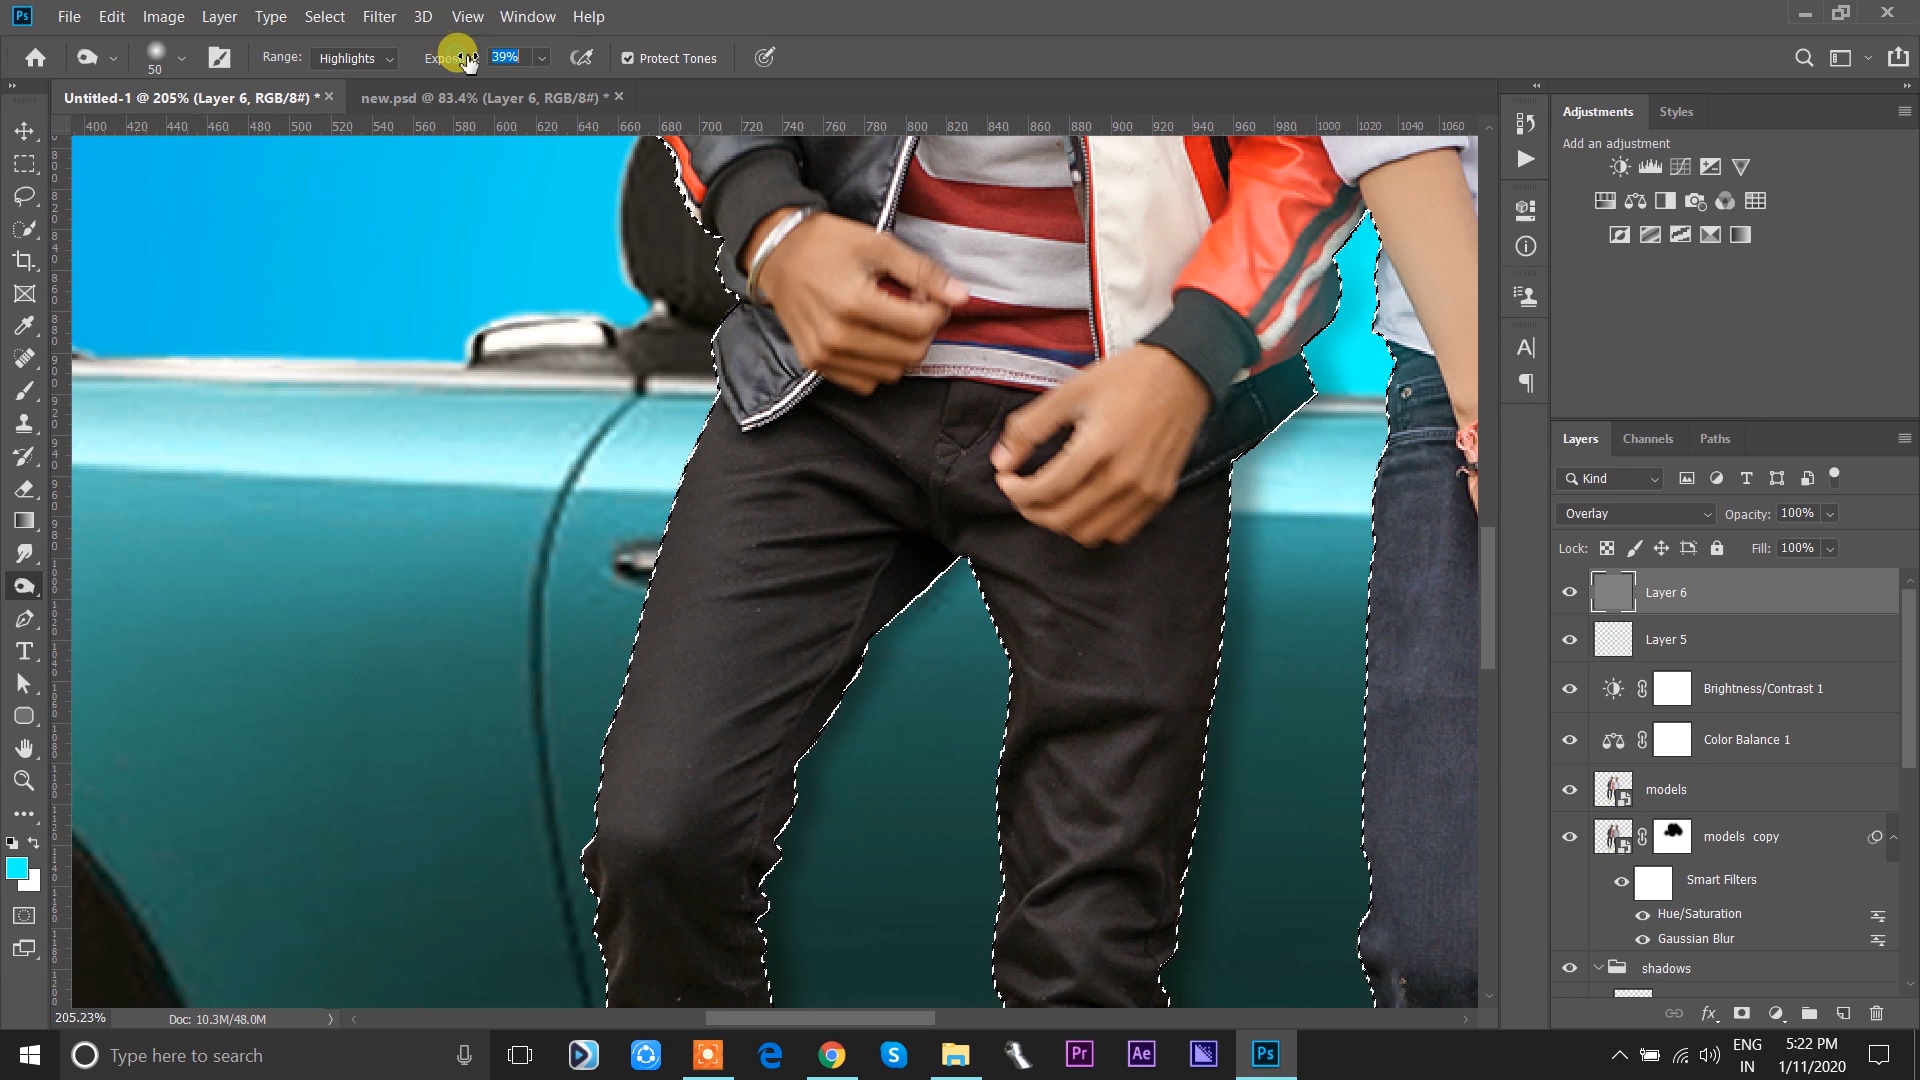 Ps File Edit Image Layer Type Select Filter 3D View Window Help
50 Range: Highlights 39% Protect Tones
Untitled-1 @ 205% (Layer 6, RGB/8#) * × new.psd @ 83.4% (Layer 6, RGB/8#) * ×
400 420 440 460 480 500 520 540 560 580 600 620 640 660 680 700 720 740 760 780 800 820 840 860 880 900 920 940 960 980 1000 1020 1040 1060
Adjustments Styles
Add an adjustment
Layers Channels Paths
Kind
Overlay Opacity: 100%
Lock: Fill: 100%
Layer 6
Layer 5
Brightness/Contrast 1
Color Balance 1
models
models copy
Smart Filters
Hue/Saturation
Gaussian Blur
shadows
fx
205.23% Doc: 10.3M/48.0M
Type here to search
Pr Ae Ps
ENG
IN
5:22 PM
1/11/2020